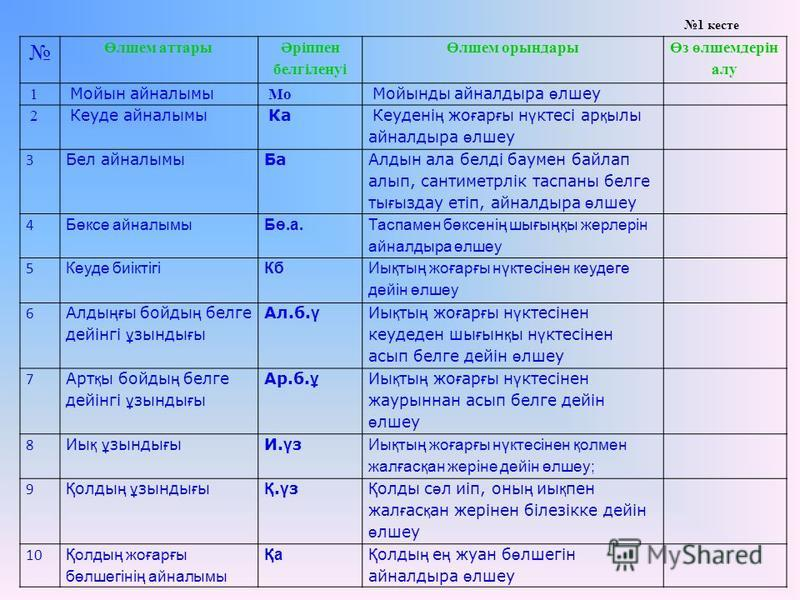 №1 кесте
№ Өлшем аттары Әріппен белгіленуі Өлшем орындары Өз өлшемдерін алу
1 Мойын айналымы Мо Мойынды айналдыра өлшеу
2 Кеуде айналымы Ка Кеуденің жоғарғы нүктесі арқылы
айналдыра өлшеу
3 Бел айналымы Ба Алдын ала белді баумен байлап
алып, сантиметрлік таспаны белге
тығыздау етіп, айналдыра өлшеу
4 Бөксе айналымы Бө.а. Таспамен бөксенің шығыңқы жерлерін
айналдыра өлшеу
5 Кеуде биіктігі Кб Иықтың жоғарғы нүктесінен кеудеге
дейін өлшеу
6 Алдыңғы бойдың белге
дейінгі ұзындығы
Ал.б.ү Иықтың жоғарғы нүктесінен
кеудеден шығынқы нүктесінен
асып белге дейін өлшеу
7 Артқы бойдың белге
дейінгі ұзындығы
Ар.б.ұ Иықтың жоғарғы нүктесінен
жаурыннан асып белге дейін
өлшеу
8 Иық ұзындығы И.үз Иықтың жоғарғы нүктесінен қолмен
жалғасқан жеріне дейін өлшеу;
9 Қолдың ұзындығы Қ.үз Қолды сәл иіп, оның иықпен
жалғасқан жерінен білезікке дейін
өлшеу
10 Қолдың жоғарғы
бөлшегінің айналымы
Қа Қолдың ең жуан бөлшегін
айналдыра өлшеу
MyShared